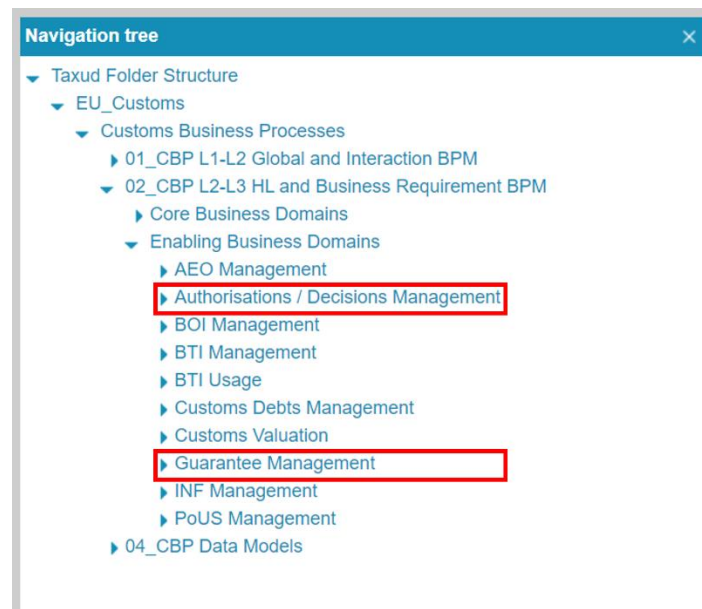 Navigation tree
Taxud Folder Structure
EU_Customs
Customs Business Processes
01_CBP L1-L2 Global and Interaction BPM
02_CBP L2-L3 HL and Business Requirement BPM
Core Business Domains
Enabling Business Domains
AEO Management
Authorisations / Decisions Management
BOI Management
BTI Management
BTI Usage
Customs Debts Management
Customs Valuation
Guarantee Management
INF Management
PoUS Management
04_CBP Data Models